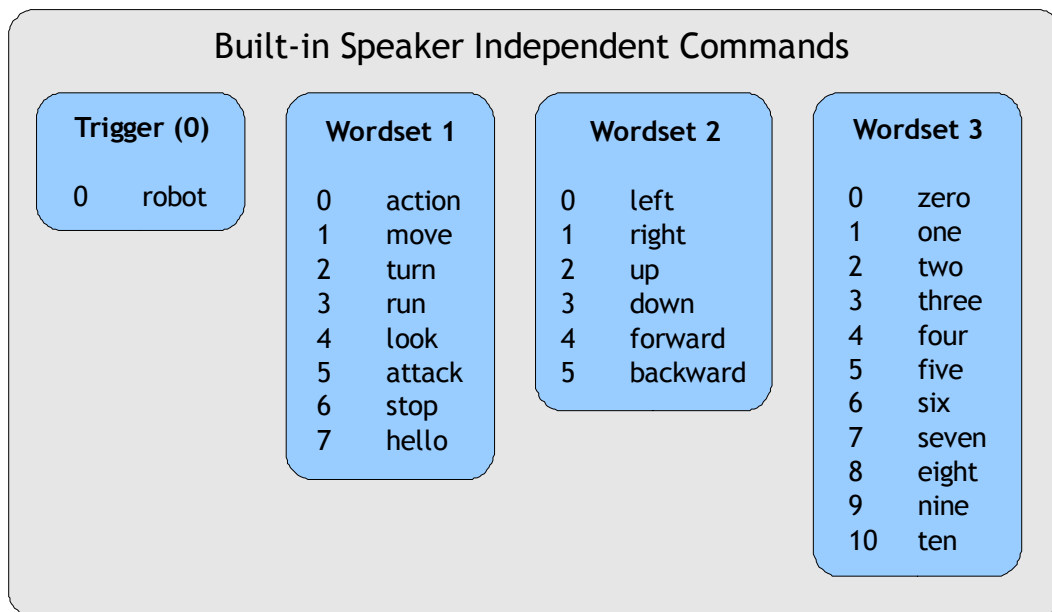 Built-in Speaker Independent Commands
Trigger (0)
0 robot
Wordset 1
0 action
1 move
2 turn
3 run
4 look
5 attack
6 stop
7 hello
Wordset 2
0 left
1 right
2 up
3 down
4 forward
5 backward
Wordset 3
0 zero
1 one
2 two
3 three
4 four
5 five
6 six
7 seven
8 eight
9 nine
10 ten